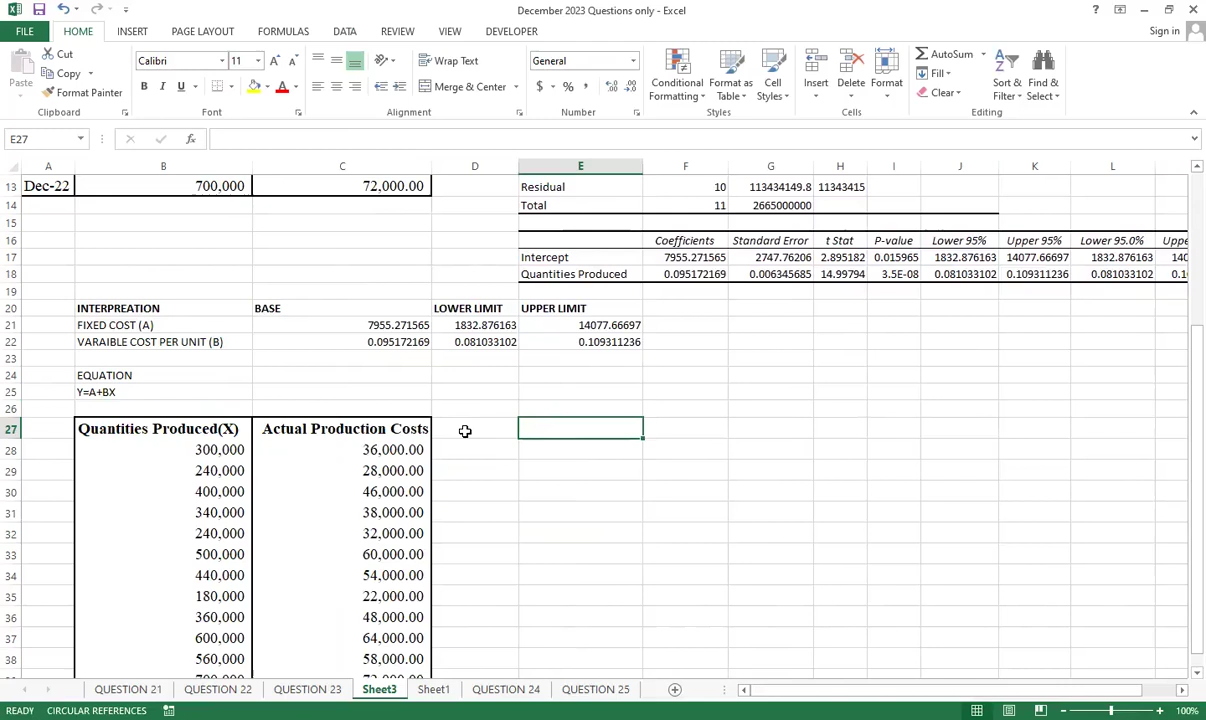 December 2023 Questions only - Excel
FILE HOME INSERT PAGE LAYOUT FORMULAS DATA REVIEW VIEW DEVELOPER Sign in
Paste Cut Copy Format Painter Clipboard
Calibri 11 B I U A Font
Wrap Text Merge & Center Alignment
General $ % , Number
Conditional Formatting Format as Table Cell Styles Styles
Insert Delete Format Cells
AutoSum Fill Clear Sort & Filter Find & Select Editing
E27 fx
A B C D E F G H I J K L
13 Dec-22 700,000 72,000.00 Residual 10 113434149.8 11343415
14 Total 11 2665000000
15
16 Coefficients Standard Error t Stat P-value Lower 95% Upper 95% Lower 95.0% Uppe
17 Intercept 7955.271565 2747.76206 2.895182 0.015965 1832.876163 14077.66697 1832.876163 140
18 Quantities Produced 0.095172169 0.006345685 14.99794 3.5E-08 0.081033102 0.109311236 0.081033102 0.1
19
20 INTERPREATION BASE LOWER LIMIT UPPER LIMIT
21 FIXED COST (A) 7955.271565 1832.876163 14077.66697
22 VARAIBLE COST PER UNIT (B) 0.095172169 0.081033102 0.109311236
23
24 EQUATION
25 Y=A+BX
26
27 Quantities Produced(X) Actual Production Costs
28 300,000 36,000.00
29 240,000 28,000.00
30 400,000 46,000.00
31 340,000 38,000.00
32 240,000 32,000.00
33 500,000 60,000.00
34 440,000 54,000.00
35 180,000 22,000.00
36 360,000 48,000.00
37 600,000 64,000.00
38 560,000 58,000.00
700,000 72,000.00
QUESTION 21 QUESTION 22 QUESTION 23 Sheet3 Sheet1 QUESTION 24 QUESTION 25
READY CIRCULAR REFERENCES 100%